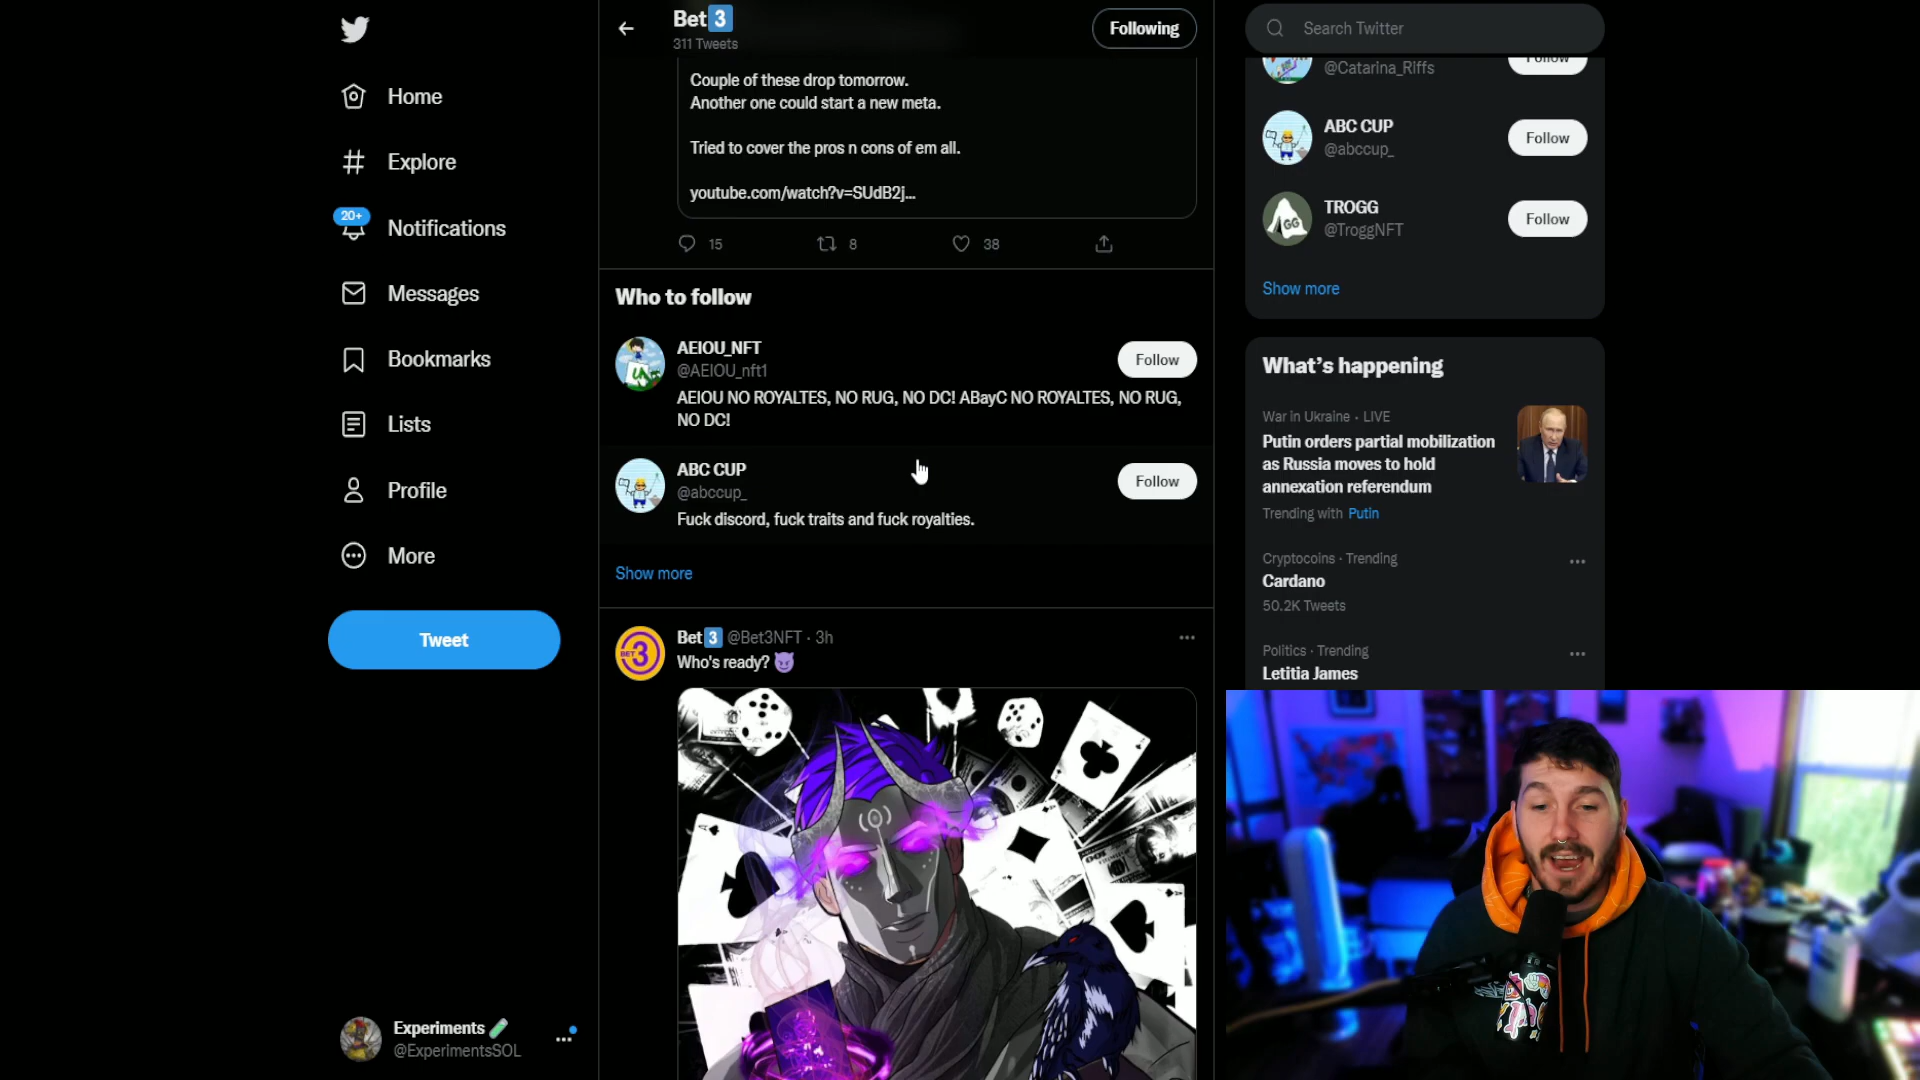 Home
Explore
20+
Notifications
Messages
Bookmarks
Lists
Profile
More
Tweet
Experiments
@ExperimentsSOL
Bet 3
311 Tweets
Following
Couple of these drop tomorrow.
Another one could start a new meta.
Tried to cover the pros n cons of em all.
youtube.com/watch?v=SUdB2j...
15
8
38
Who to follow
AEIOU_NFT
@AEIOU_nft1
Follow
AEIOU NO ROYALTES, NO RUG, NO DC! ABayC NO ROYALTES, NO RUG,
NO DC!
ABC CUP
@abccup_
Follow
Fuck discord, fuck traits and fuck royalties.
Show more
BET 3
Bet 3 @Bet3NFT · 3h
Who's ready?
Search Twitter
@Catarina_RIffs
Follow
ABC CUP
@abccup_
Follow
GG
TROGG
@TroggNFT
Follow
Show more
What's happening
War in Ukraine · LIVE
Putin orders partial mobilization
as Russia moves to hold
annexation referendum
Trending with Putin
Cryptocoins · Trending
Cardano
50.2K Tweets
Politics · Trending
Letitia James